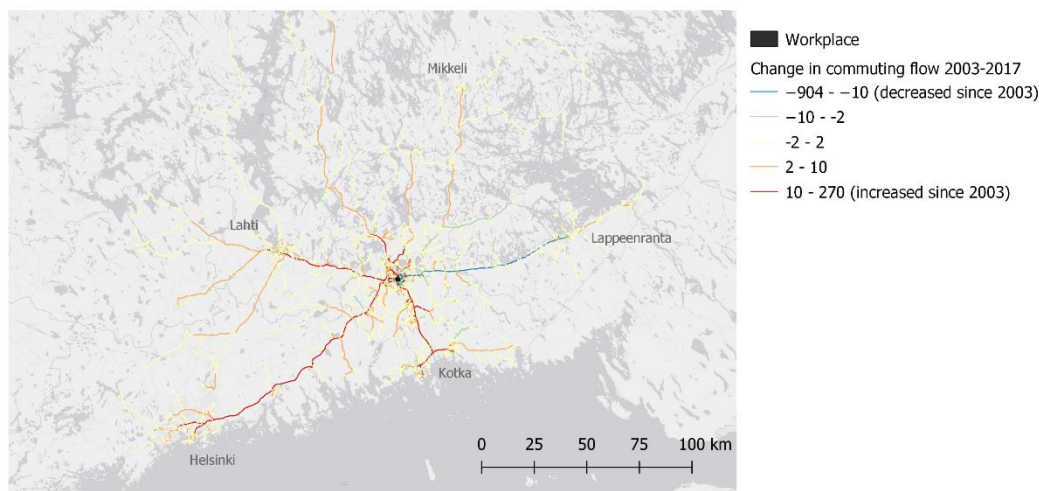 Mikkeli
Lahti
Lappeenranta
Kotka
Helsinki
0 25 50 75 100 km
Workplace
Change in commuting flow 2003-2017
−904 - −10 (decreased since 2003)
−10 - -2
-2 - 2
2 - 10
10 - 270 (increased since 2003)